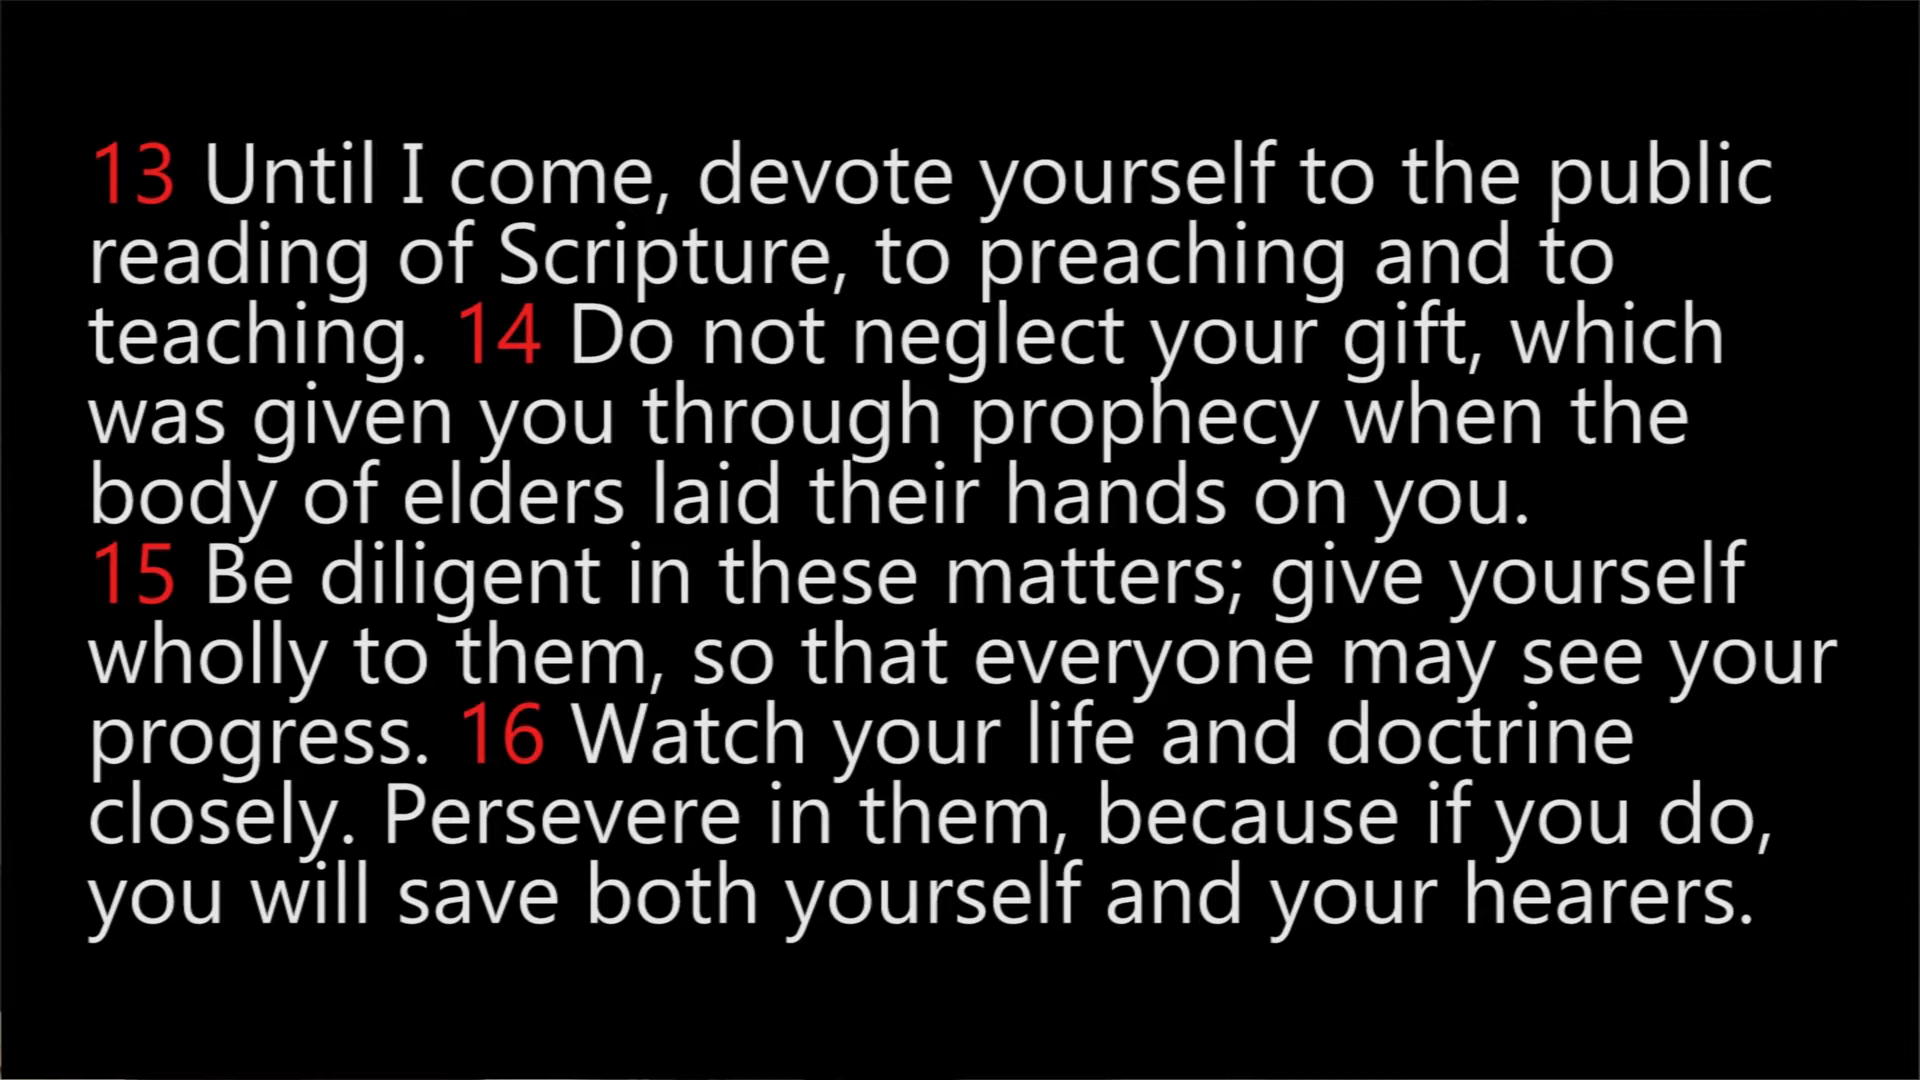 13 Until I come, devote yourself to the public
reading of Scripture, to preaching and to
teaching. 14 Do not neglect your gift, which
was given you through prophecy when the
body of elders laid their hands on you.
15 Be diligent in these matters; give yourself
wholly to them, so that everyone may see your
progress. 16 Watch your life and doctrine
closely. Persevere in them, because if you do,
you will save both yourself and your hearers.